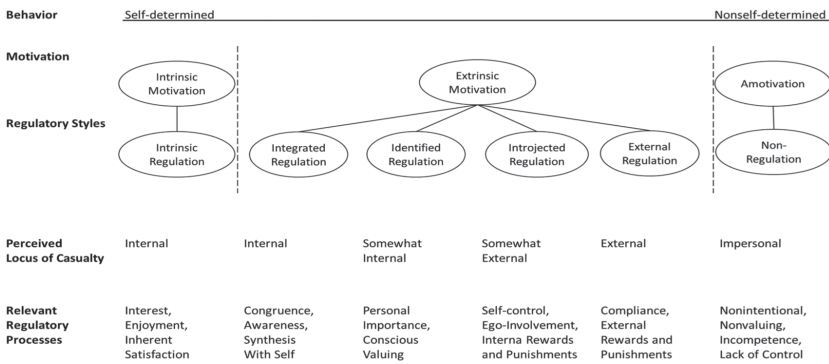 Behavior Self-determined Nonself-determined
Motivation
Intrinsic
Motivation
Extrinsic
Motivation
Amotivation
Regulatory Styles
Intrinsic
Regulation
Integrated
Regulation
Identified
Regulation
Introjected
Regulation
External
Regulation
Non-
Regulation
Perceived
Locus of Casualty
Internal
Internal
Somewhat
Internal
Somewhat
External
External
Impersonal
Relevant
Regulatory
Processes
Interest,
Enjoyment,
Inherent
Satisfaction
Congruence,
Awareness,
Synthesis
With Self
Personal
Importance,
Conscious
Valuing
Self-control,
Ego-Involvement,
Interna Rewards
and Punishments
Compliance,
External
Rewards and
Punishments
Nonintentional,
Nonvaluing,
Incompetence,
Lack of Control